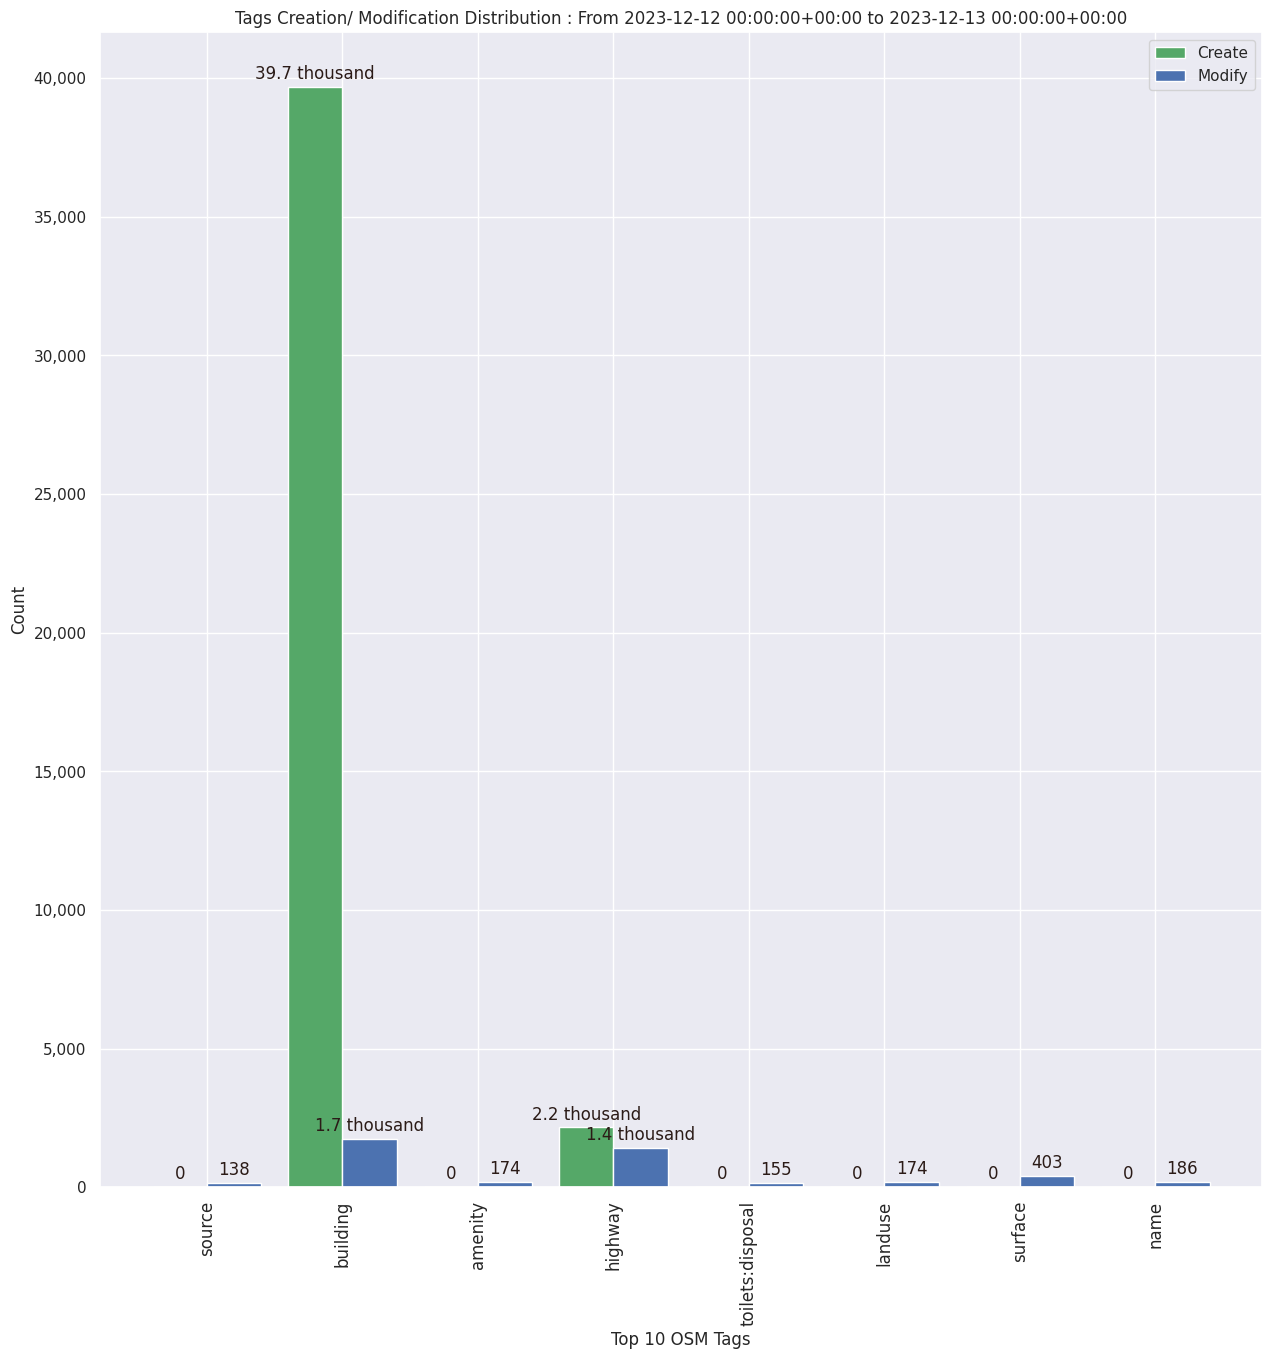 Tags Creation/ Modification Distribution : From 2023-12-12 00:00:00+00:00 to 2023-12-13 00:00:00+00:00
Create
Modify
40,000
35,000
30,000
25,000
20,000
15,000
10,000
5,000
0
Count
0
138
39.7 thousand
1.7 thousand
0
174
2.2 thousand
1.4 thousand
0
155
0
174
0
403
0
186
source
building
amenity
highway
toilets:disposal
landuse
surface
name
Top 10 OSM Tags